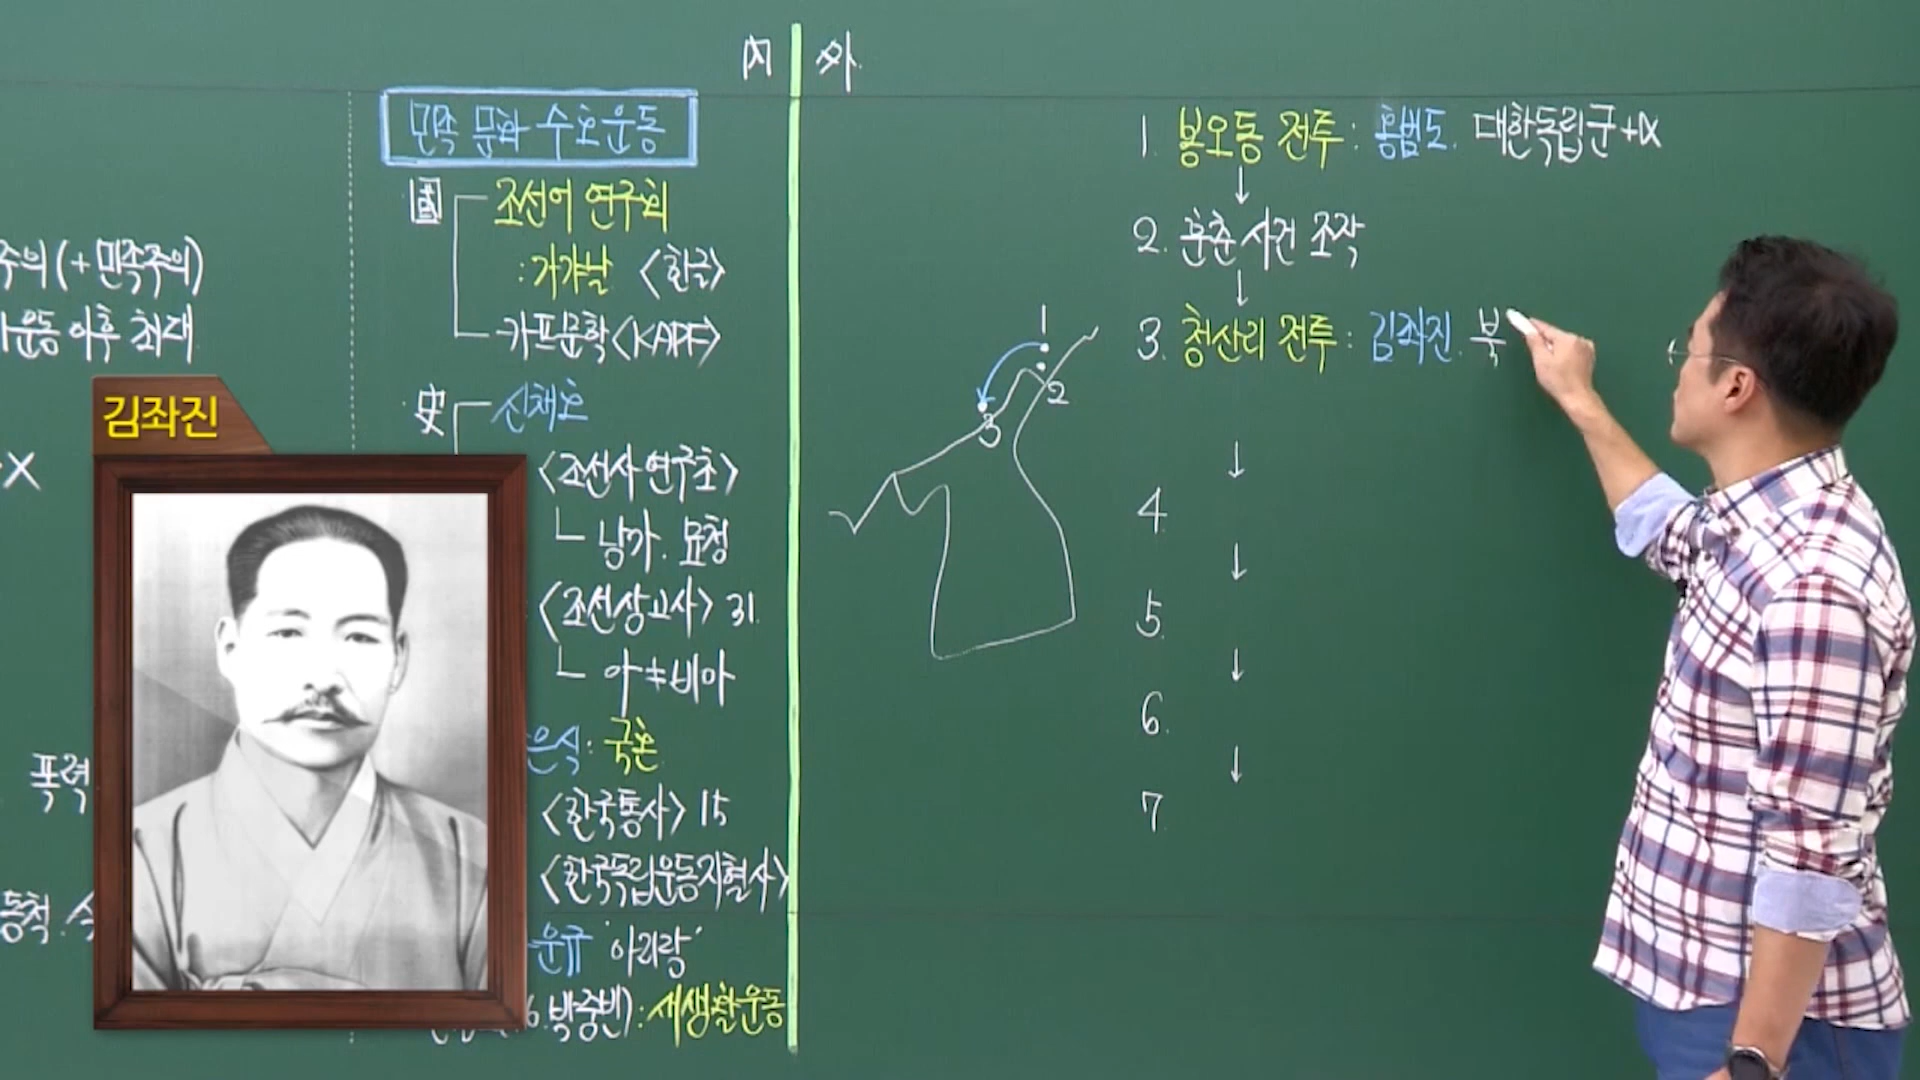 內 外
주의(+민족주의)
운동 이후 최대
X
폭력
동척.
민족 문화 수호운동
國 조선어 연구회
: 가갸날 <한글>
카프문학<KAPF>
史 신채호
<조선사연구초>
낭가. 묘청
<조선상고사> 31.
아≠비아
은식: 국혼
<한국통사> 15
<한국독립운동지혈사>
운규 '아리랑'
6.박중빈): 새생활운동
김좌진
1. 봉오동 전투: 홍범도. 대한독립군+α
↓
2. 훈춘사건 조작
↓
3. 청산리 전투: 김좌진. 북
↓
4
↓
5.
↓
6.
↓
7
1
2
3